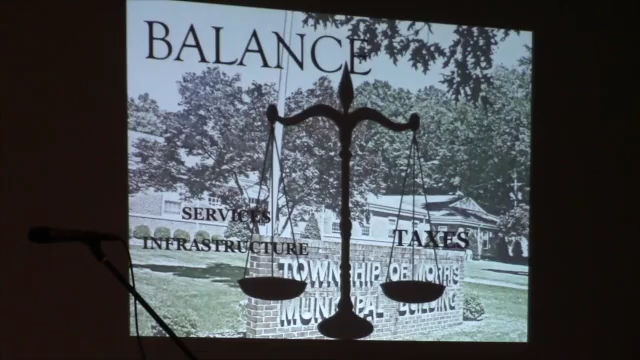 BALANCE
SERVICES
INFRASTRUCTURE
TAXES
TOWNSHIP OF MORRIS
MUNICIPAL BUILDING